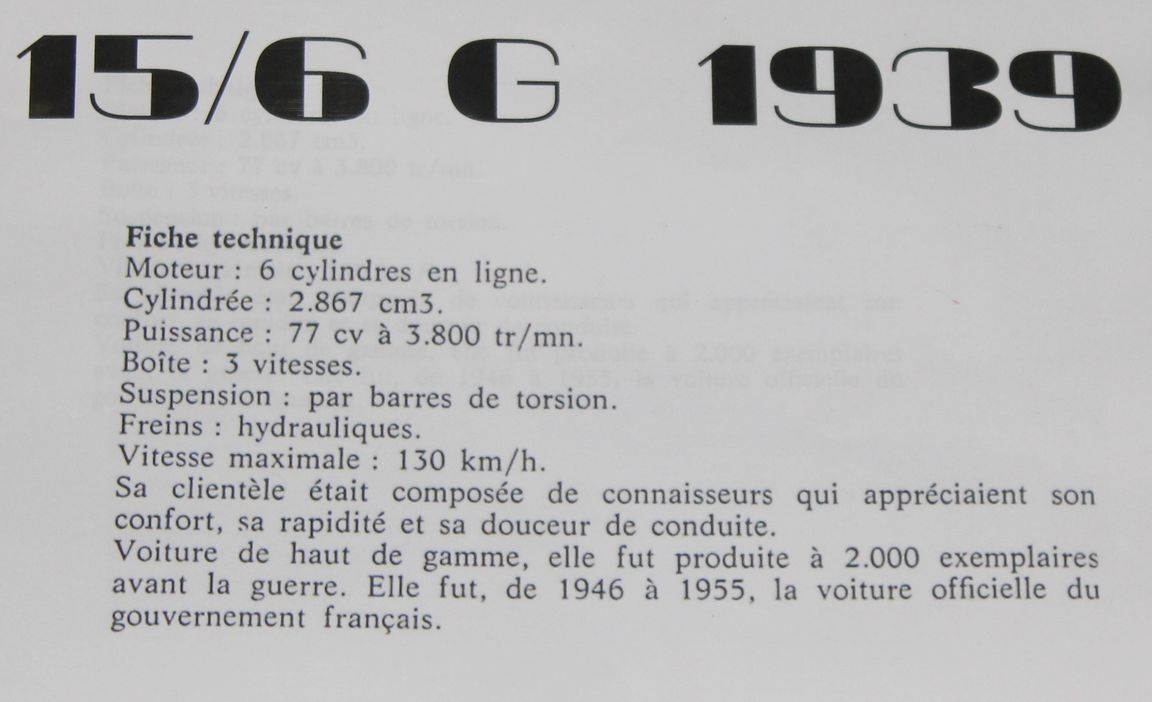 15/6 G 1939
Fiche technique
Moteur : 6 cylindres en ligne.
Cylindrée : 2.867 cm3.
Puissance : 77 cv à 3.800 tr/mn.
Boîte : 3 vitesses.
Suspension : par barres de torsion.
Freins : hydrauliques.
Vitesse maximale : 130 km/h.
Sa clientèle était composée de connaisseurs qui appréciaient son
confort, sa rapidité et sa douceur de conduite.
Voiture de haut de gamme, elle fut produite à 2.000 exemplaires
avant la guerre. Elle fut, de 1946 à 1955, la voiture officielle du
gouvernement français.